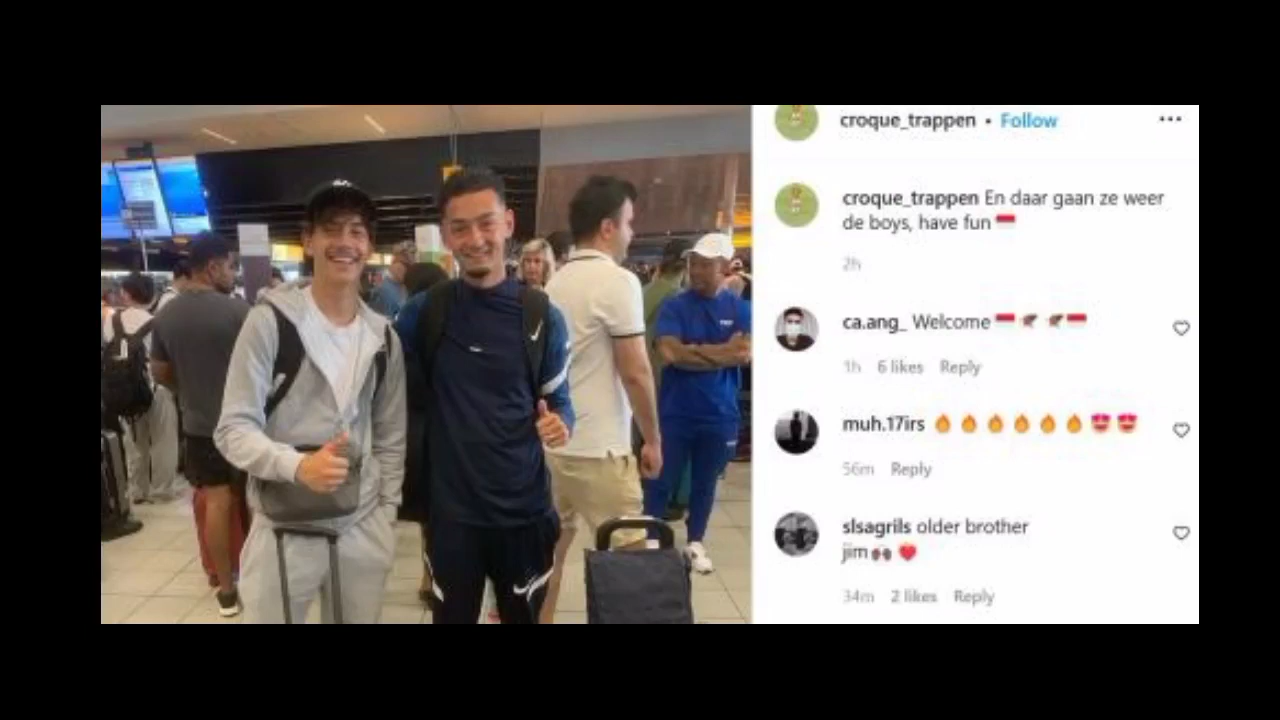 croque_trappen • Follow
croque_trappen En daar gaan ze weer
de boys, have fun 🇮🇩
2h
ca.ang_ Welcome 🇮🇩 🦅 🦅 🇮🇩
1h 6 likes Reply
muh.17irs 🔥 🔥 🔥 🔥 🔥 🔥 😍 😍
56m Reply
slsagrils older brother
jim 🙌🏿 ❤️
34m 2 likes Reply